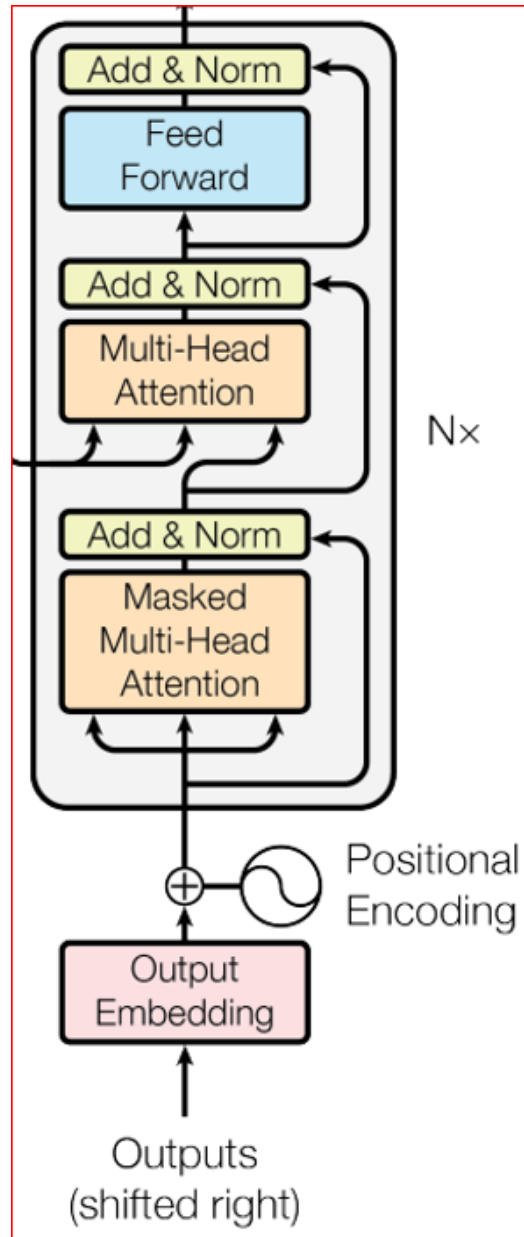 Add & Norm
Feed
Forward
Add & Norm
Multi-Head
Attention
N×
Add & Norm
Masked
Multi-Head
Attention
Positional
Encoding
Output
Embedding
Outputs
(shifted right)